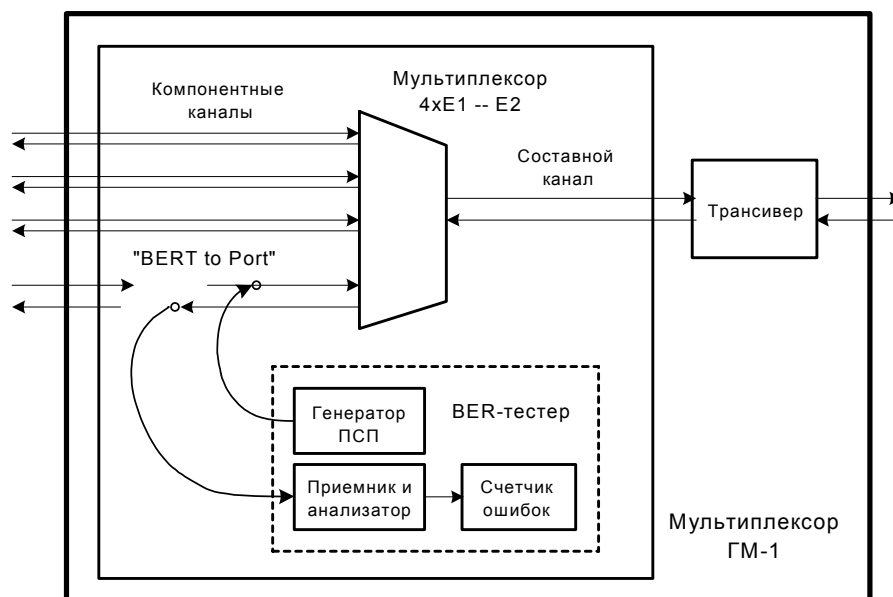 Компонентные
каналы
Мультиплексор
4xE1 -- E2
Составной
канал
Трансивер
"BERT to Port"
Генератор
ПСП
BER-тестер
Приемник и
анализатор
Счетчик
ошибок
Мультиплексор
ГМ-1